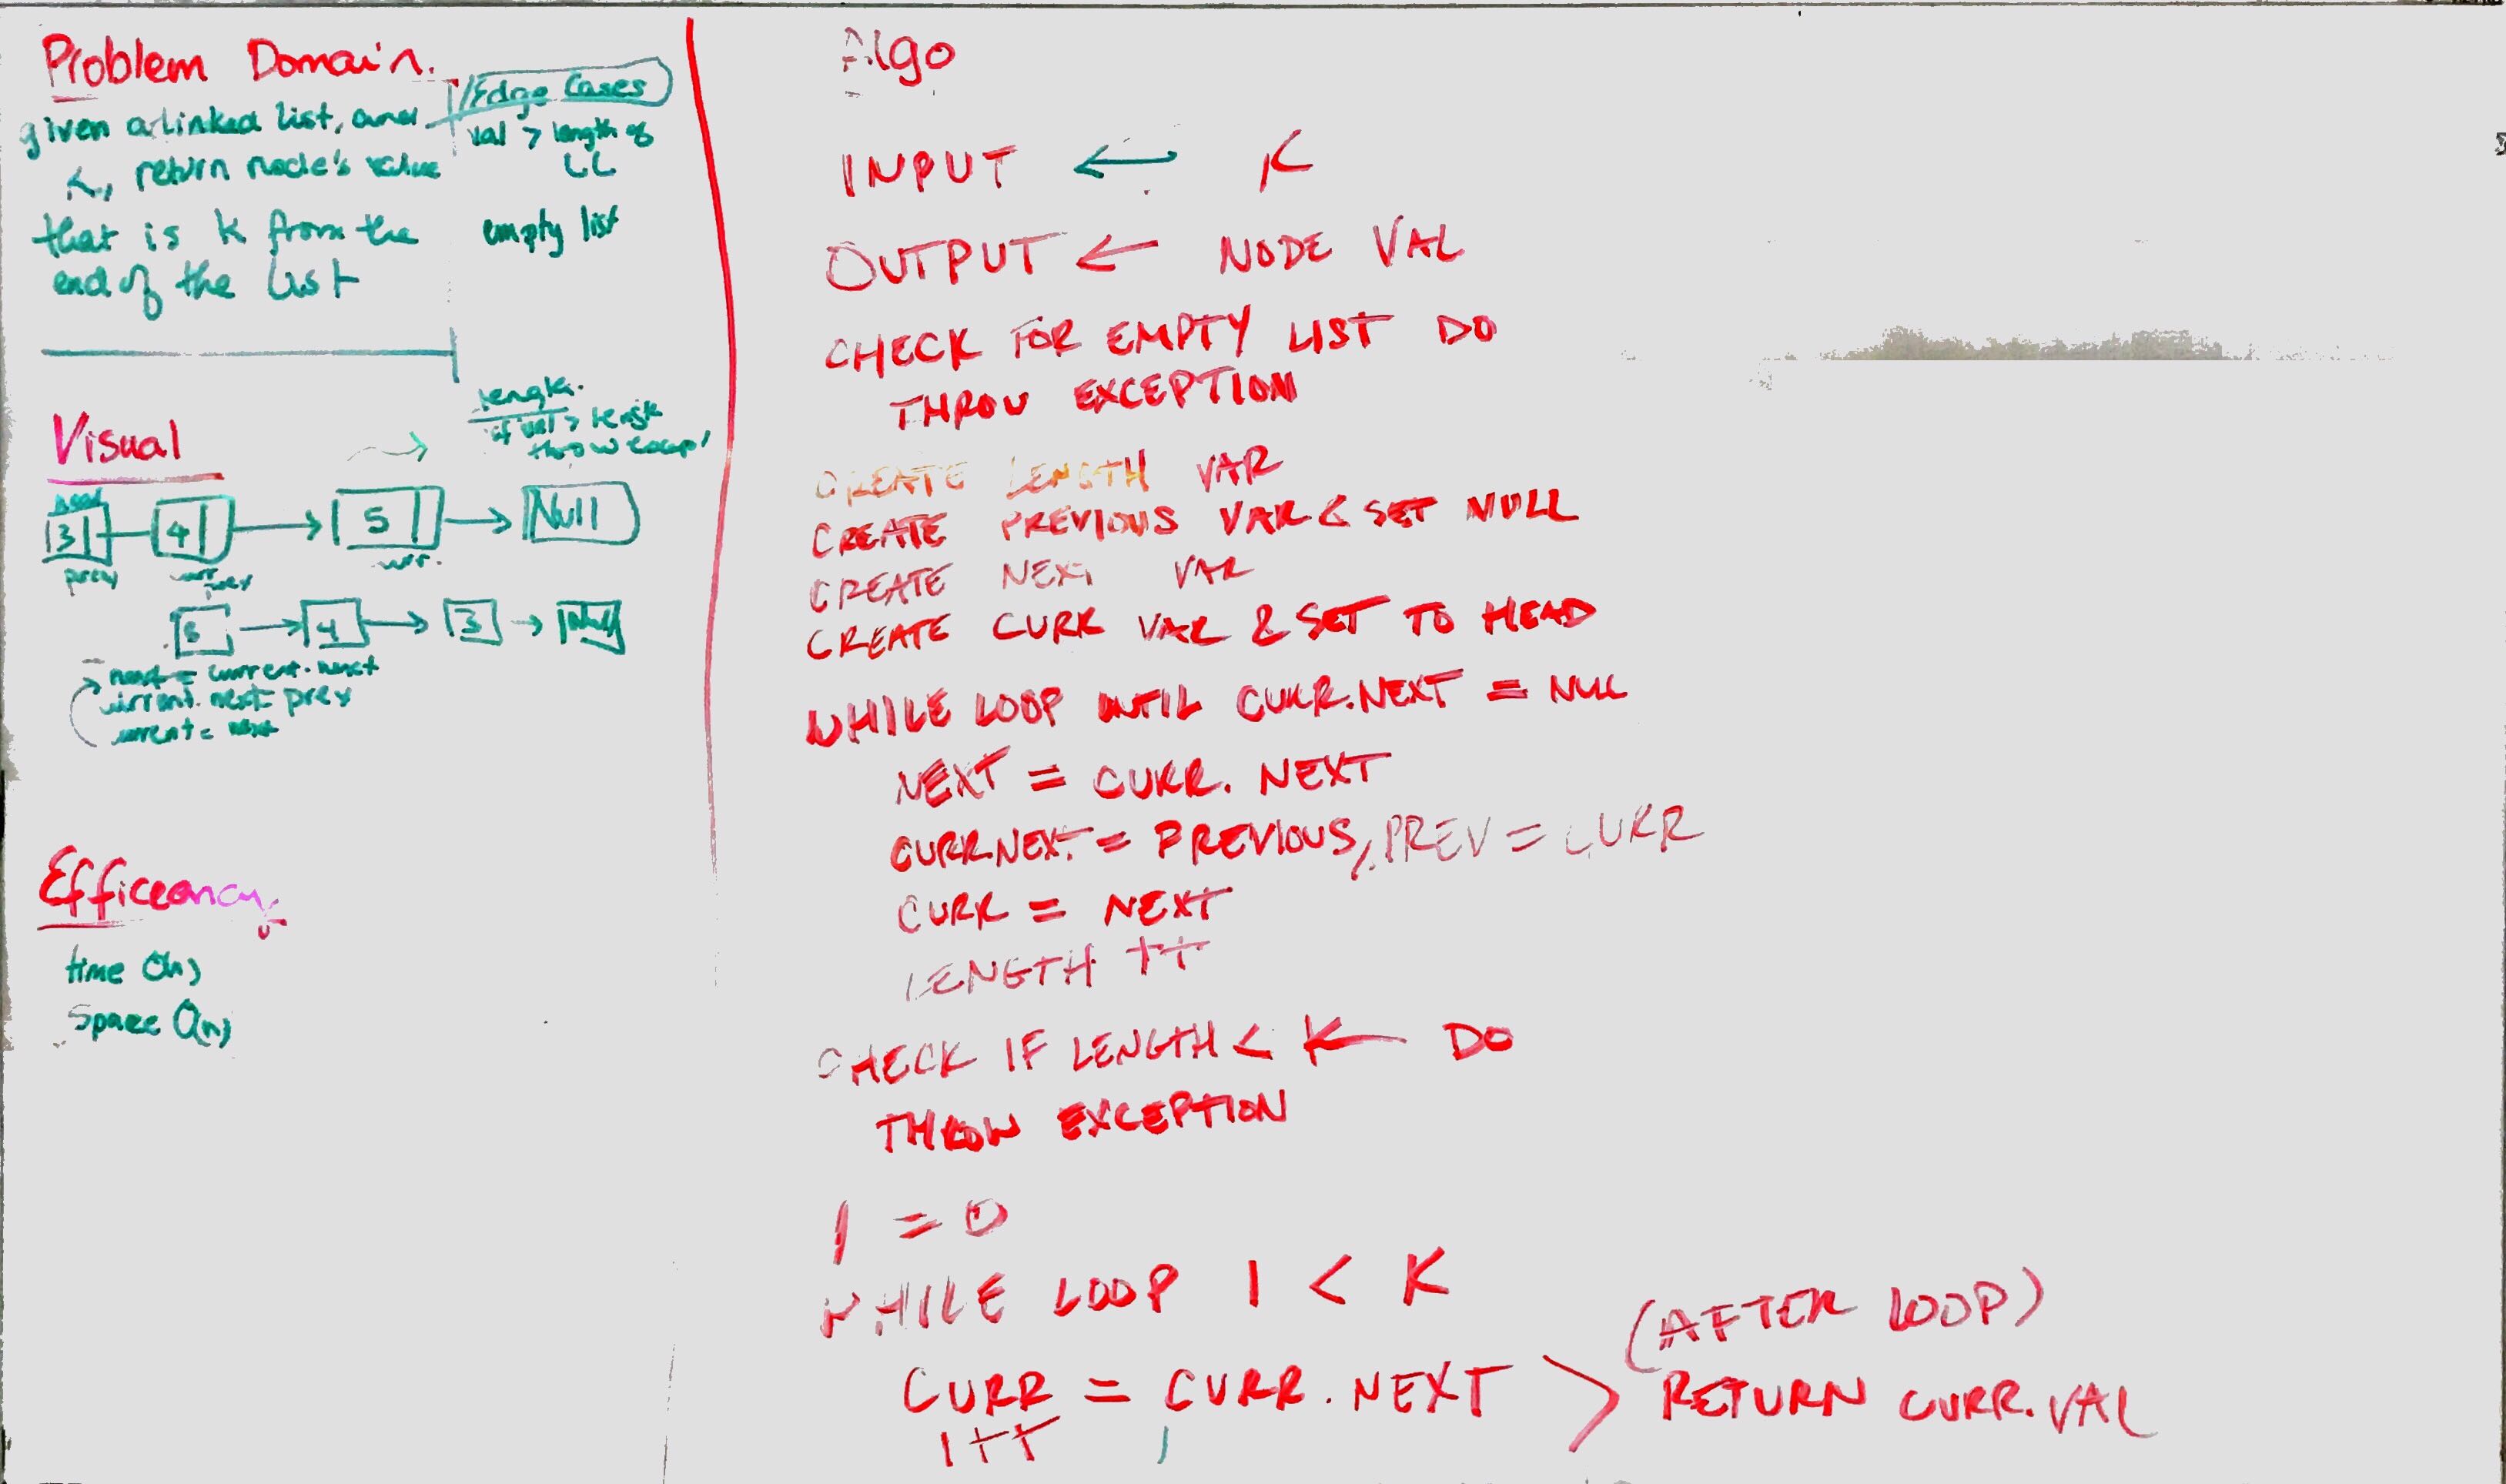 Problem Domain.
given a linked list, and
K, return node's value
that is k from the
end of the list
Edge Cases
val > length of
LL
empty list
Visual
length.
if val > length
throw except
head
3 4 5 Null
prev curr curr.
prev
5 4 3 Null
next = current.next
current.next = prev
current = next
Efficeancy
time O(n)
Space O(n)
Algo
INPUT ← K
OUTPUT ← NODE VAL
CHECK FOR EMPTY LIST DO
THROW EXCEPTION
CREATE LENGTH VAR
CREATE PREVIOUS VAR & SET NULL
CREATE NEXT VAR
CREATE CURR VAR & SET TO HEAD
WHILE LOOP UNTIL CURR.NEXT = NULL
NEXT = CURR. NEXT
CURR.NEXT = PREVIOUS, PREV = CURR
CURR = NEXT
LENGTH ++
CHECK IF LENGTH < K DO
THROW EXCEPTION
I = 0
WHILE LOOP I < K
CURR = CURR.NEXT
I++
(AFTER LOOP)
RETURN CURR.VAL